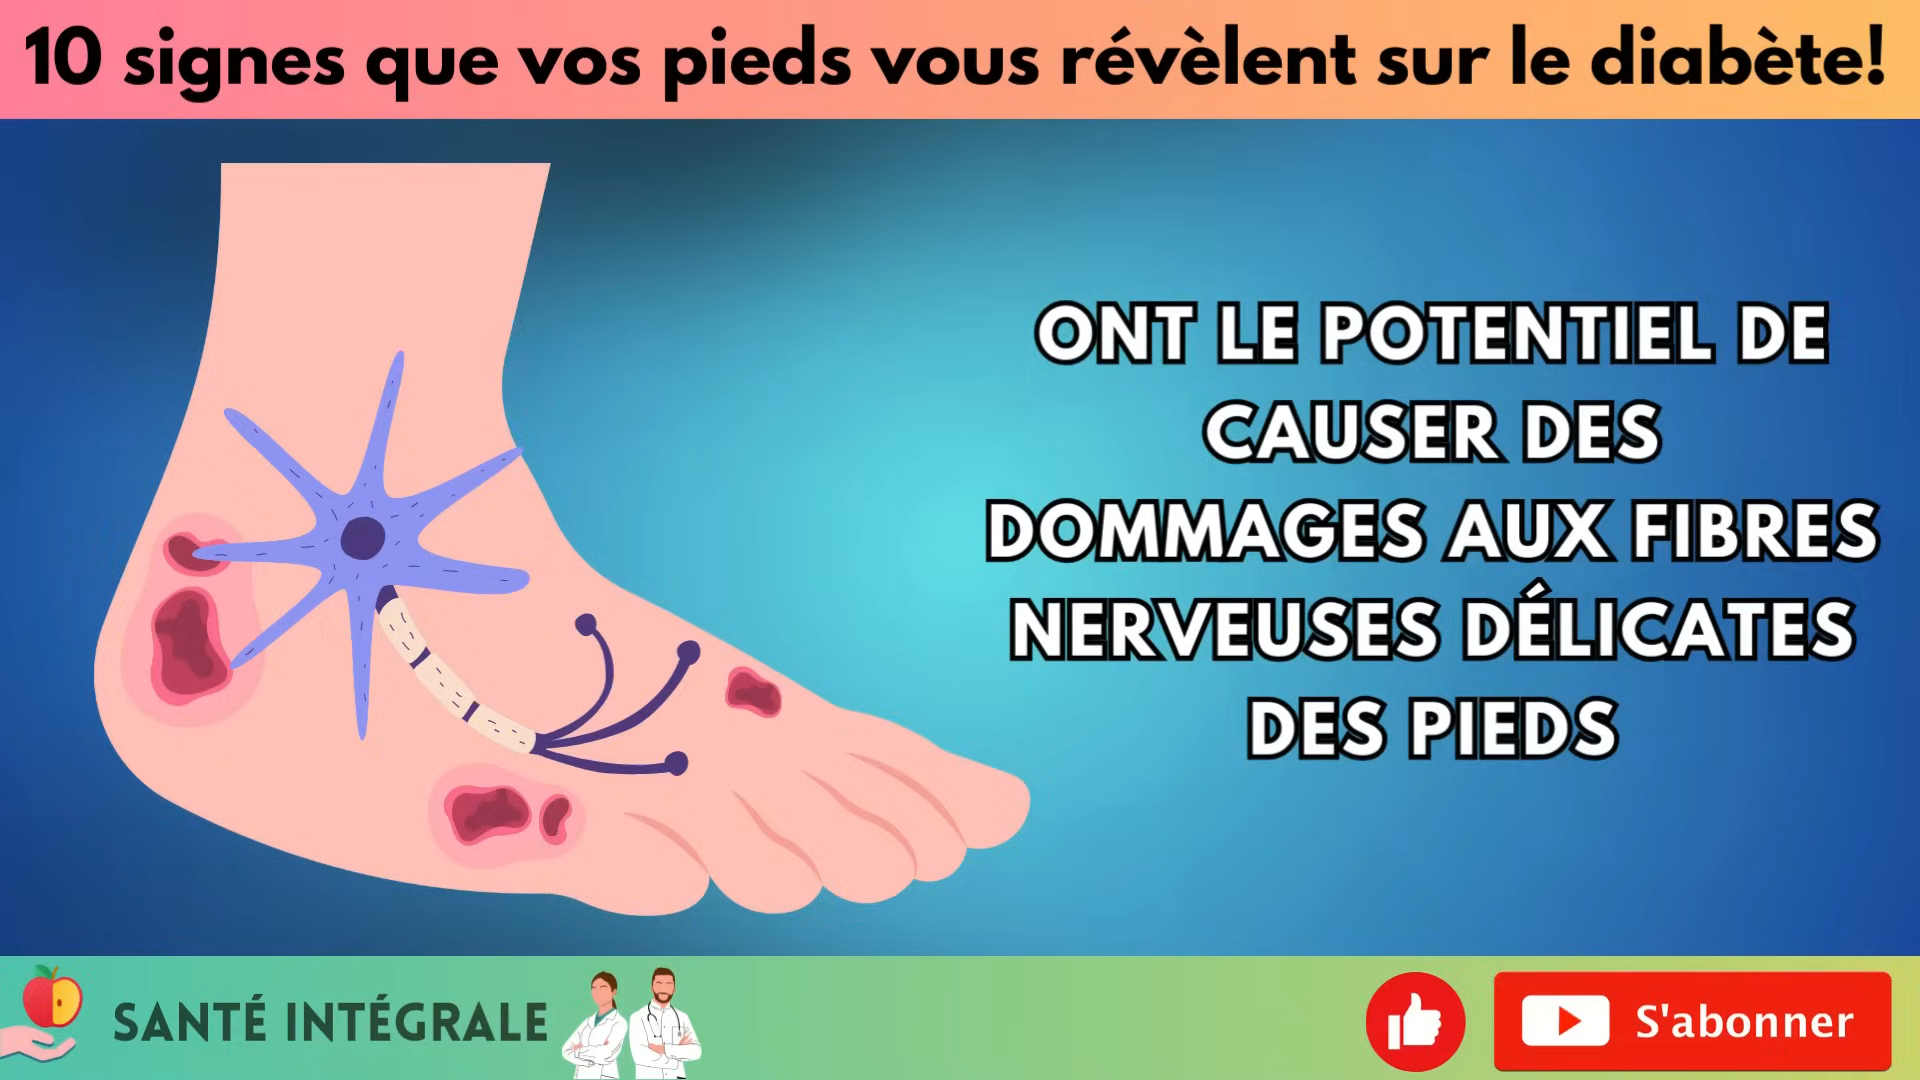 10 signes que vos pieds vous révèlent sur le diabète!
ONT LE POTENTIEL DE
CAUSER DES
DOMMAGES AUX FIBRES
NERVEUSES DÉLICATES
DES PIEDS
SANTÉ INTÉGRALE
S'abonner